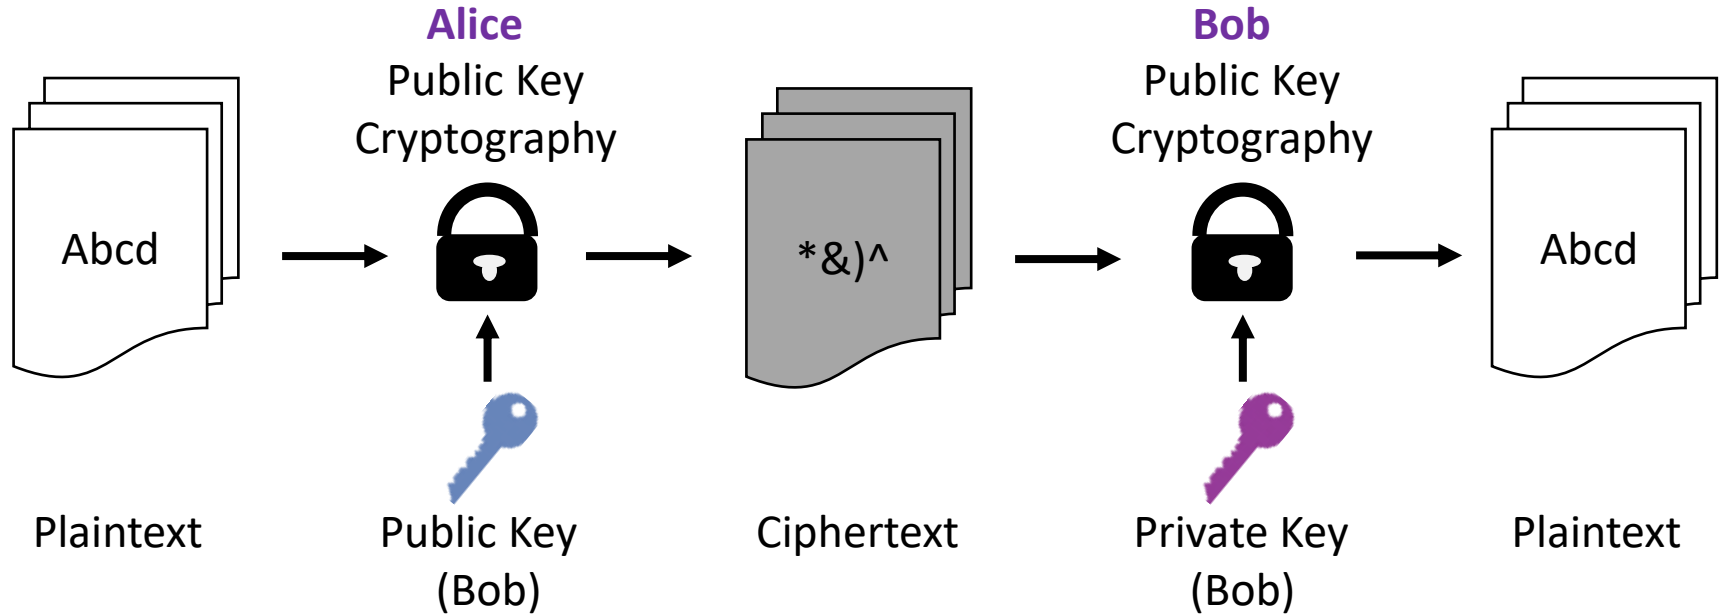 Alice
Public Key
Cryptography
Bob
Public Key
Cryptography
Abcd
*&)^
Abcd
Plaintext
Public Key
(Bob)
Ciphertext
Private Key
(Bob)
Plaintext